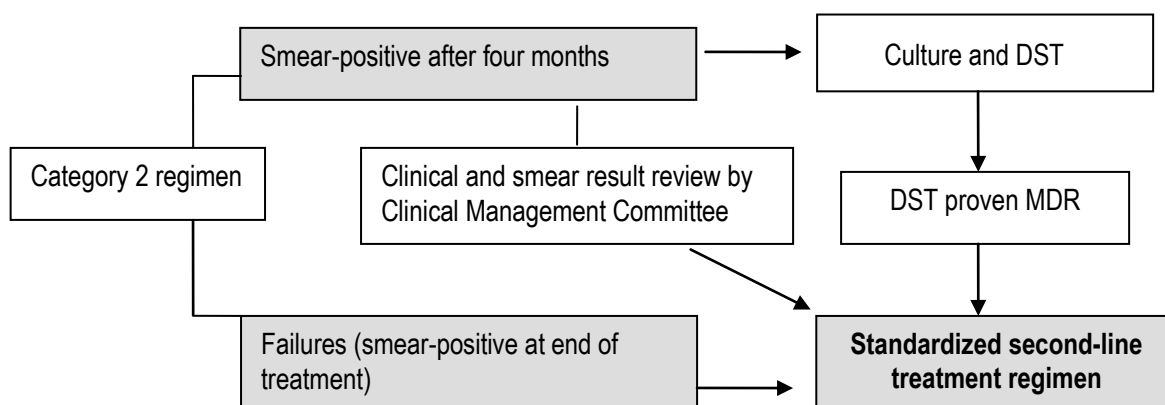 Smear-positive after four months
Culture and DST
Category 2 regimen
Clinical and smear result review by
Clinical Management Committee
DST proven MDR
Failures (smear-positive at end of
treatment)
Standardized second-line
treatment regimen